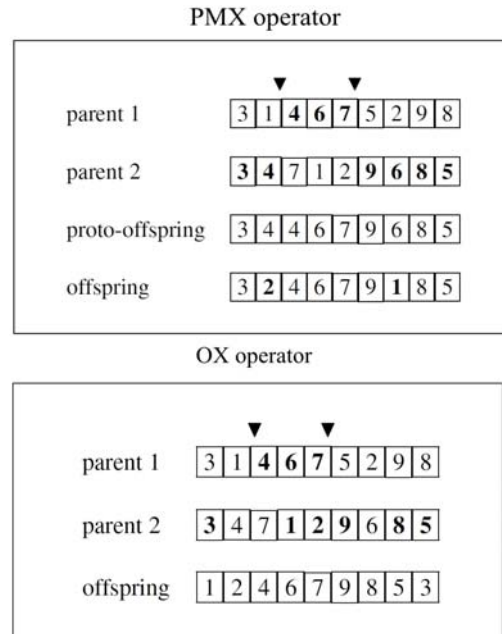 PMX operator
▼ ▼
parent 1 3 1 4 6 7 5 2 9 8
parent 2 3 4 7 1 2 9 6 8 5
proto-offspring 3 4 4 6 7 9 6 8 5
offspring 3 2 4 6 7 9 1 8 5
OX operator
▼ ▼
parent 1 3 1 4 6 7 5 2 9 8
parent 2 3 4 7 1 2 9 6 8 5
offspring 1 2 4 6 7 9 8 5 3